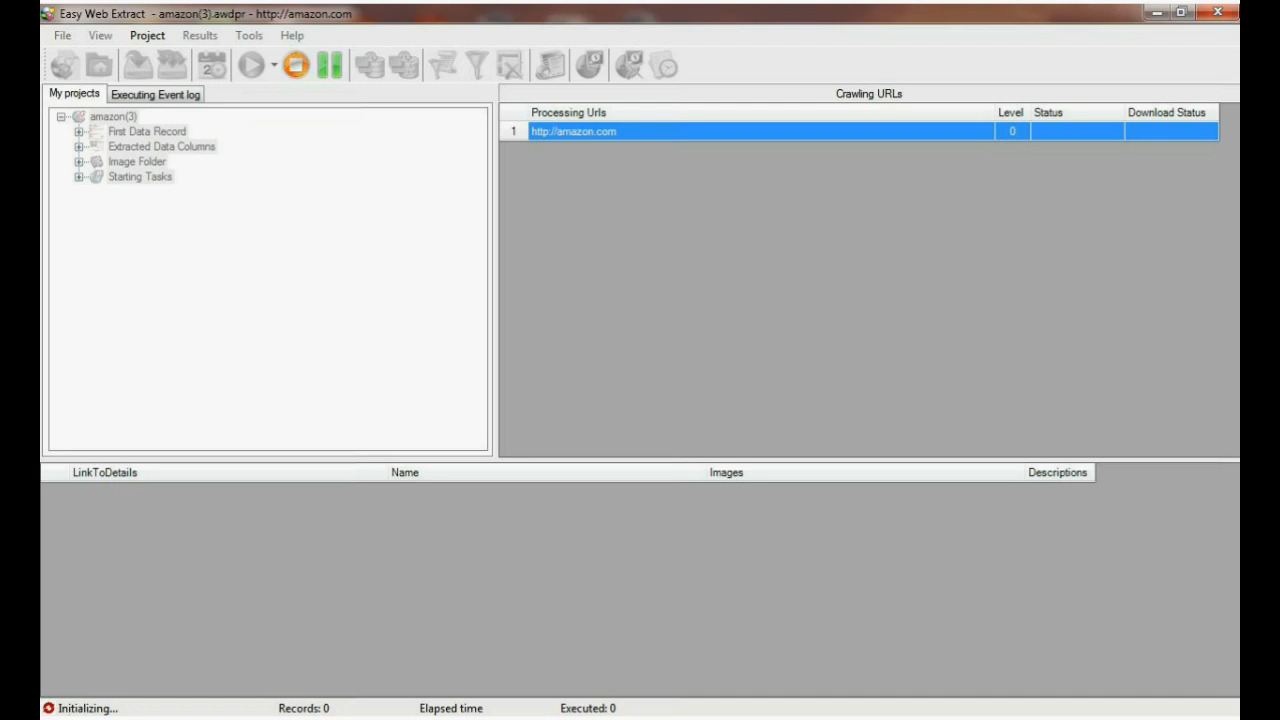 Easy Web Extract - amazon(3).awdpr - http://amazon.com
File View Project Results Tools Help
20
My projects Executing Event log
amazon(3)
First Data Record
Extracted Data Columns
Image Folder
Starting Tasks
Crawling URLs
Processing Urls Level Status Download Status
1 http://amazon.com 0
LinkToDetails Name Images Descriptions
Initializing... Records: 0 Elapsed time Executed: 0